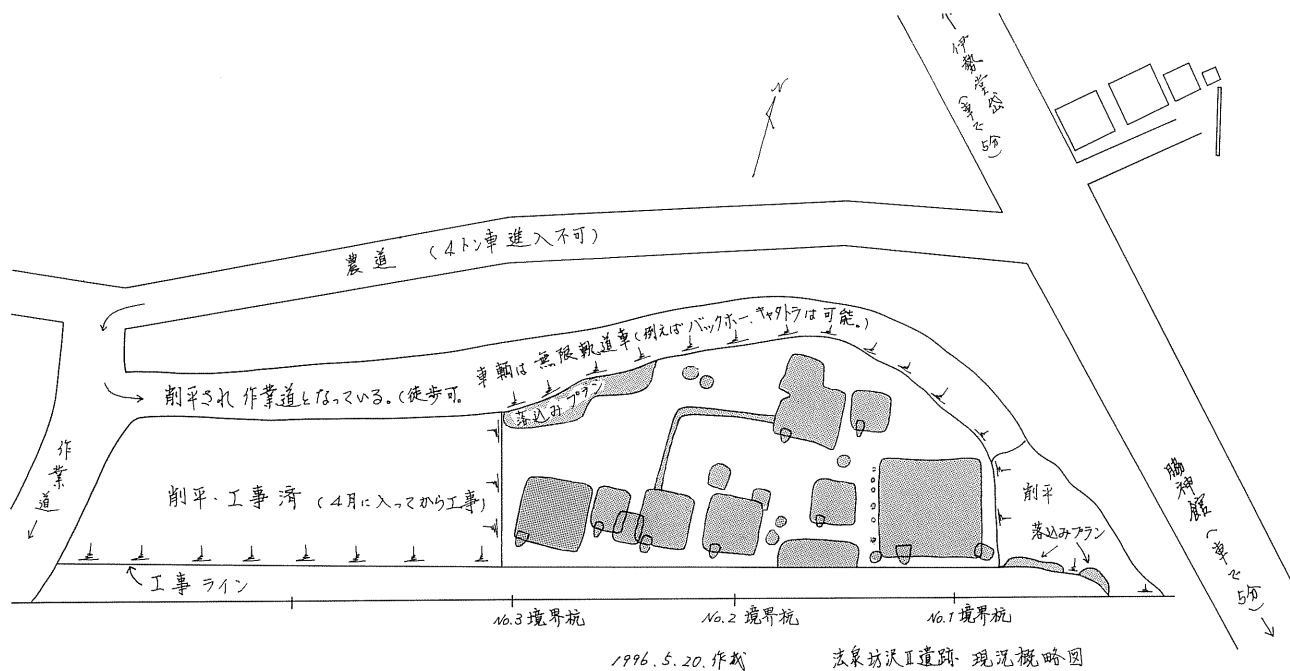 伊勢堂岱(車で5分)
N
農道 (4トン車進入不可)
車輌は無限軌道車(例えばバックホー、キャタトラは可能。)
削平され作業道となっている。(徒歩可。
落込みプラン
作業道
削平・工事済 (4月に入ってから工事)
削平
落込みプラン
脇神館(車で5分)
工事ライン
No.3 境界杭
No.2 境界杭
No.1 境界杭
1996.5.20.作成
法泉坊沢Ⅱ遺跡 現況概略図